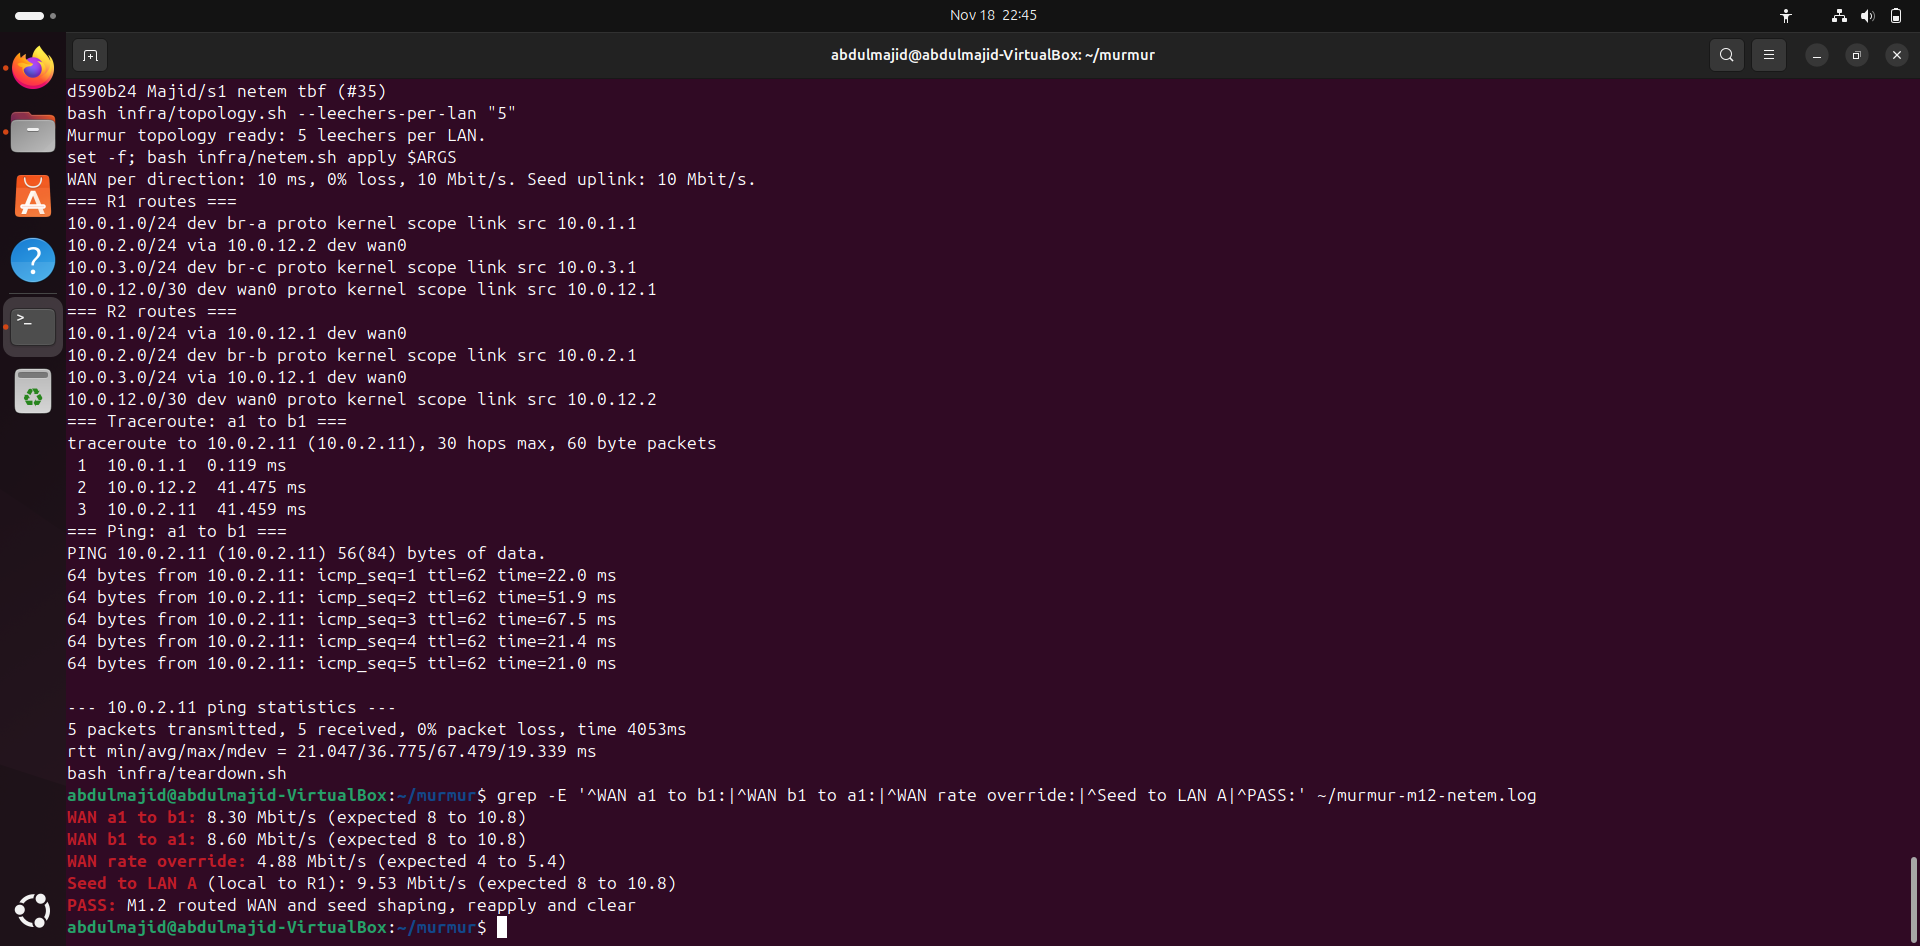 Nov 18 22:45
abdulmajid@abdulmajid-VirtualBox: ~/murmur
d590b24 Majid/s1 netem tbf (#35)
bash infra/topology.sh --leechers-per-lan "5"
Murmur topology ready: 5 leechers per LAN.
set -f; bash infra/netem.sh apply $ARGS
WAN per direction: 10 ms, 0% loss, 10 Mbit/s. Seed uplink: 10 Mbit/s.
=== R1 routes ===
10.0.1.0/24 dev br-a proto kernel scope link src 10.0.1.1
10.0.2.0/24 via 10.0.12.2 dev wan0
10.0.3.0/24 dev br-c proto kernel scope link src 10.0.3.1
10.0.12.0/30 dev wan0 proto kernel scope link src 10.0.12.1
=== R2 routes ===
10.0.1.0/24 via 10.0.12.1 dev wan0
10.0.2.0/24 dev br-b proto kernel scope link src 10.0.2.1
10.0.3.0/24 via 10.0.12.1 dev wan0
10.0.12.0/30 dev wan0 proto kernel scope link src 10.0.12.2
=== Traceroute: a1 to b1 ===
traceroute to 10.0.2.11 (10.0.2.11), 30 hops max, 60 byte packets
 1  10.0.1.1  0.119 ms
 2  10.0.12.2  41.475 ms
 3  10.0.2.11  41.459 ms
=== Ping: a1 to b1 ===
PING 10.0.2.11 (10.0.2.11) 56(84) bytes of data.
64 bytes from 10.0.2.11: icmp_seq=1 ttl=62 time=22.0 ms
64 bytes from 10.0.2.11: icmp_seq=2 ttl=62 time=51.9 ms
64 bytes from 10.0.2.11: icmp_seq=3 ttl=62 time=67.5 ms
64 bytes from 10.0.2.11: icmp_seq=4 ttl=62 time=21.4 ms
64 bytes from 10.0.2.11: icmp_seq=5 ttl=62 time=21.0 ms
--- 10.0.2.11 ping statistics ---
5 packets transmitted, 5 received, 0% packet loss, time 4053ms
rtt min/avg/max/mdev = 21.047/36.775/67.479/19.339 ms
bash infra/teardown.sh
abdulmajid@abdulmajid-VirtualBox:~/murmur$ grep -E '^WAN a1 to b1:|^WAN b1 to a1:|^WAN rate override:|^Seed to LAN A|^PASS:' ~/murmur-m12-netem.log
WAN a1 to b1: 8.30 Mbit/s (expected 8 to 10.8)
WAN b1 to a1: 8.60 Mbit/s (expected 8 to 10.8)
WAN rate override: 4.88 Mbit/s (expected 4 to 5.4)
Seed to LAN A (local to R1): 9.53 Mbit/s (expected 8 to 10.8)
PASS: M1.2 routed WAN and seed shaping, reapply and clear
abdulmajid@abdulmajid-VirtualBox:~/murmur$